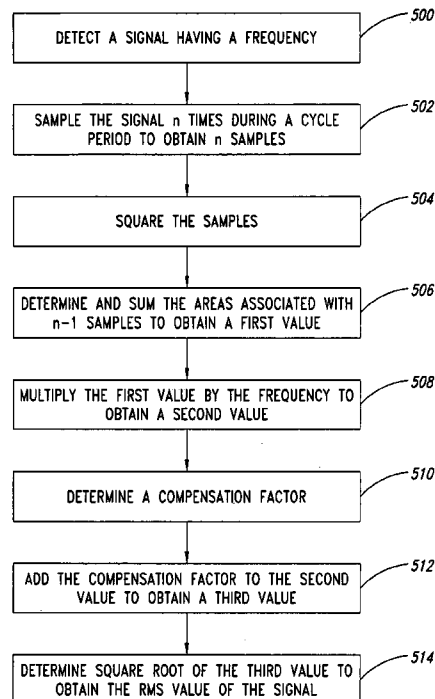 500
DETECT A SIGNAL HAVING A FREQUENCY
502
SAMPLE THE SIGNAL n TIMES DURING A CYCLE
PERIOD TO OBTAIN n SAMPLES
504
SQUARE THE SAMPLES
506
DETERMINE AND SUM THE AREAS ASSOCIATED WITH
n-1 SAMPLES TO OBTAIN A FIRST VALUE
508
MULTIPLY THE FIRST VALUE BY THE FREQUENCY TO
OBTAIN A SECOND VALUE
510
DETERMINE A COMPENSATION FACTOR
512
ADD THE COMPENSATION FACTOR TO THE SECOND
VALUE TO OBTAIN A THIRD VALUE
514
DETERMINE SQUARE ROOT OF THE THIRD VALUE TO
OBTAIN THE RMS VALUE OF THE SIGNAL